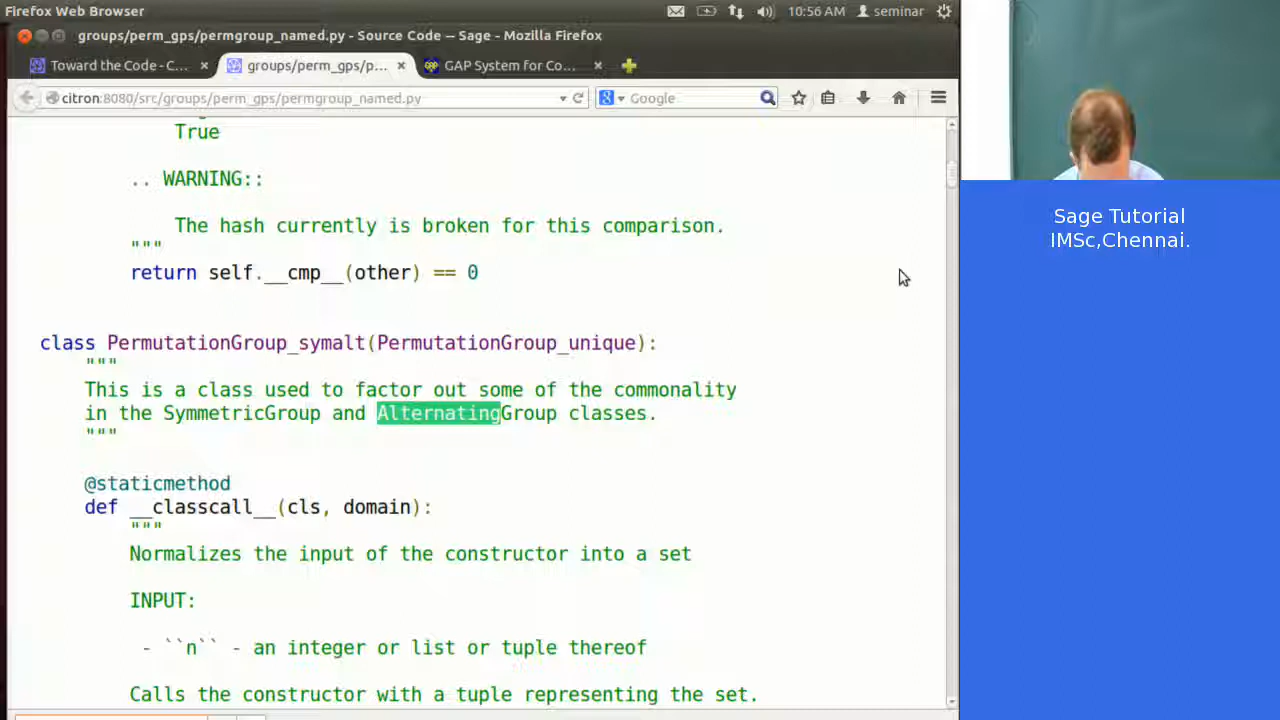 Firefox Web Browser
10:56 AM seminar
groups/perm_gps/permgroup_named.py - Source Code -- Sage - Mozilla Firefox
Toward the Code - C...
groups/perm_gps/p...
GAP System for Co...
citron:8080/src/groups/perm_gps/permgroup_named.py
Google
True
.. WARNING::
The hash currently is broken for this comparison.
"""
return self.__cmp__(other) == 0
class PermutationGroup_symalt(PermutationGroup_unique):
"""
This is a class used to factor out some of the commonality
in the SymmetricGroup and AlternatingGroup classes.
"""
@staticmethod
def __classcall__(cls, domain):
"""
Normalizes the input of the constructor into a set
INPUT:
- ``n`` - an integer or list or tuple thereof
Calls the constructor with a tuple representing the set.
Sage Tutorial
IMSc,Chennai.